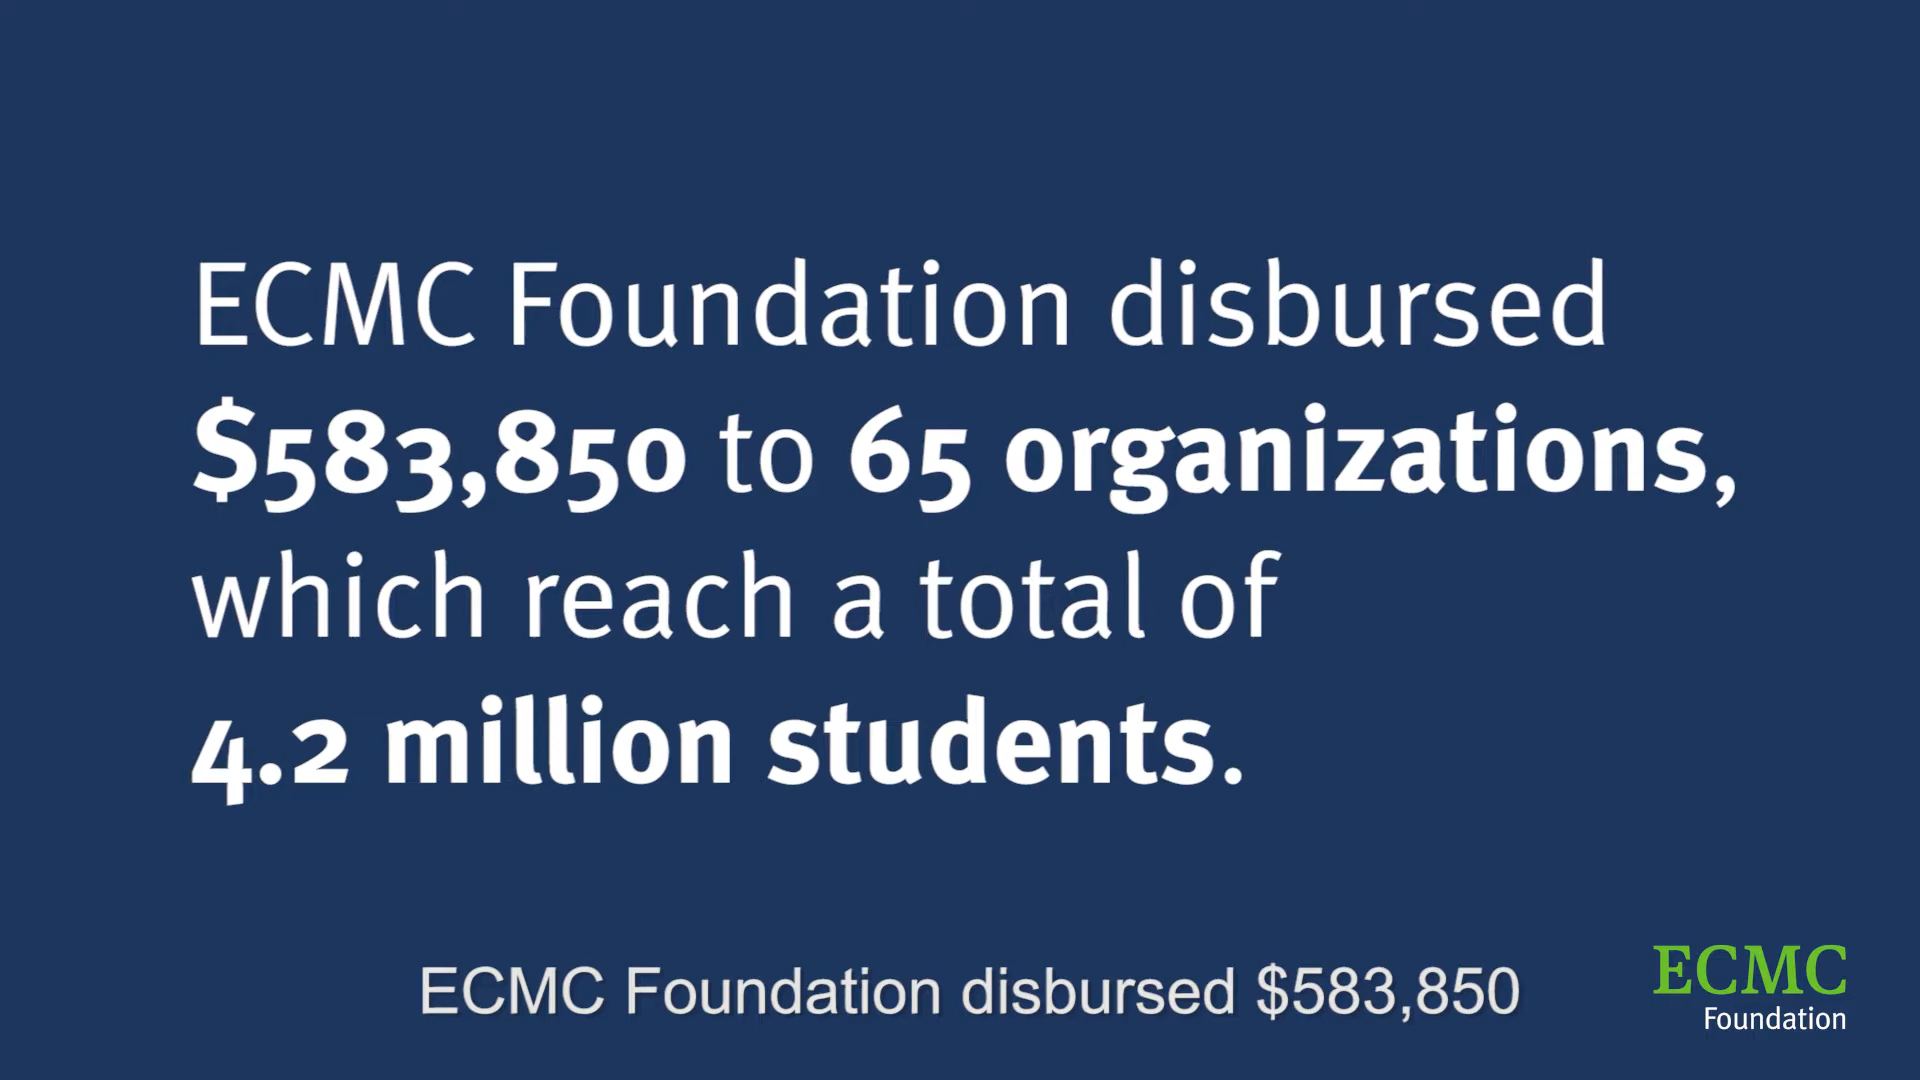 ECMC Foundation disbursed
$583,850 to 65 organizations,
which reach a total of
4.2 million students.
ECMC Foundation disbursed $583,850
ECMC
Foundation